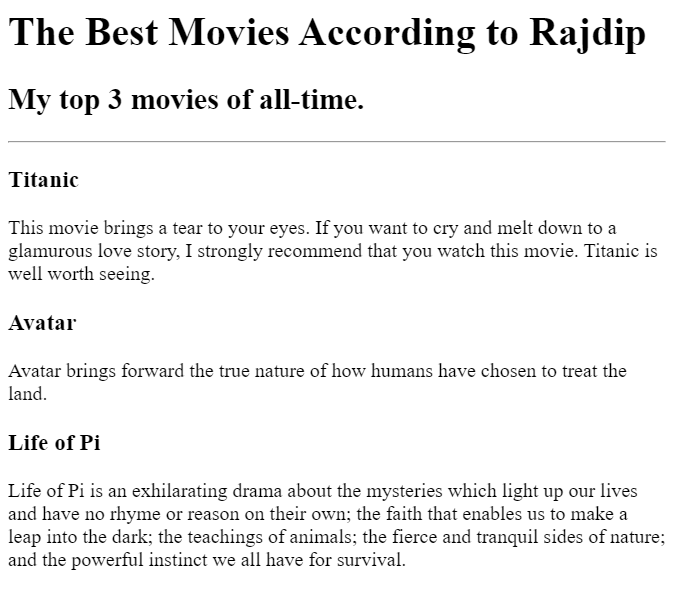 The Best Movies According to Rajdip
My top 3 movies of all-time.
Titanic
This movie brings a tear to your eyes. If you want to cry and melt down to a
glamurous love story, I strongly recommend that you watch this movie. Titanic is
well worth seeing.
Avatar
Avatar brings forward the true nature of how humans have chosen to treat the
land.
Life of Pi
Life of Pi is an exhilarating drama about the mysteries which light up our lives
and have no rhyme or reason on their own; the faith that enables us to make a
leap into the dark; the teachings of animals; the fierce and tranquil sides of nature;
and the powerful instinct we all have for survival.